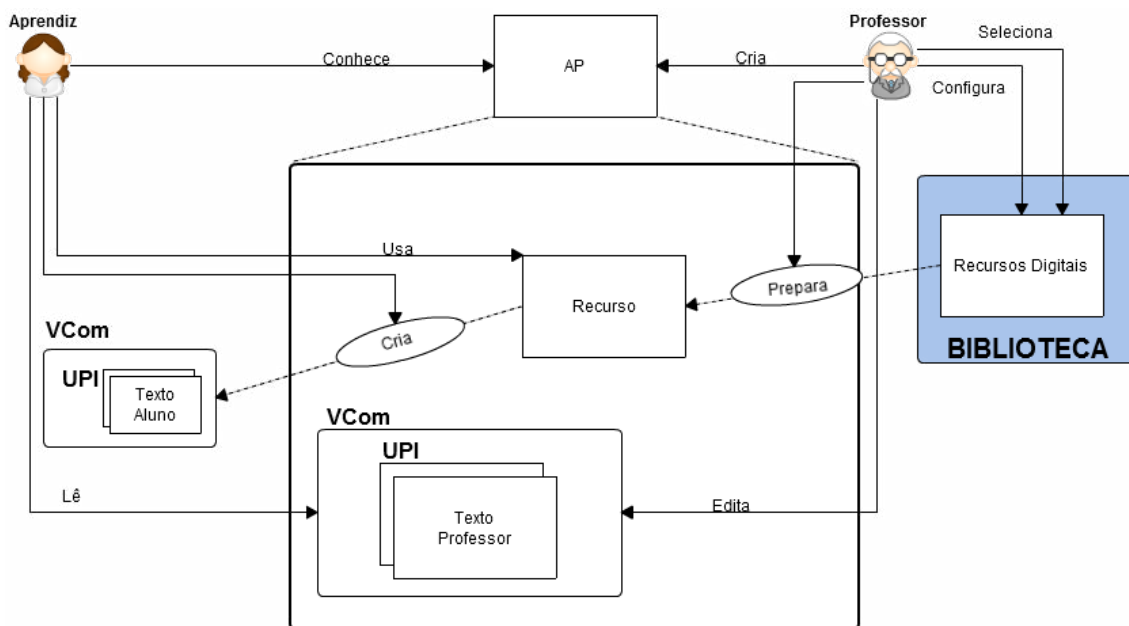 Aprendiz
Professor
Seleciona
Conhece
AP
Cria
Configura
Usa
Recurso
Prepara
Recursos Digitais
BIBLIOTECA
Cria
VCom
UPI
Texto
Aluno
VCom
UPI
Texto
Professor
Lê
Edita